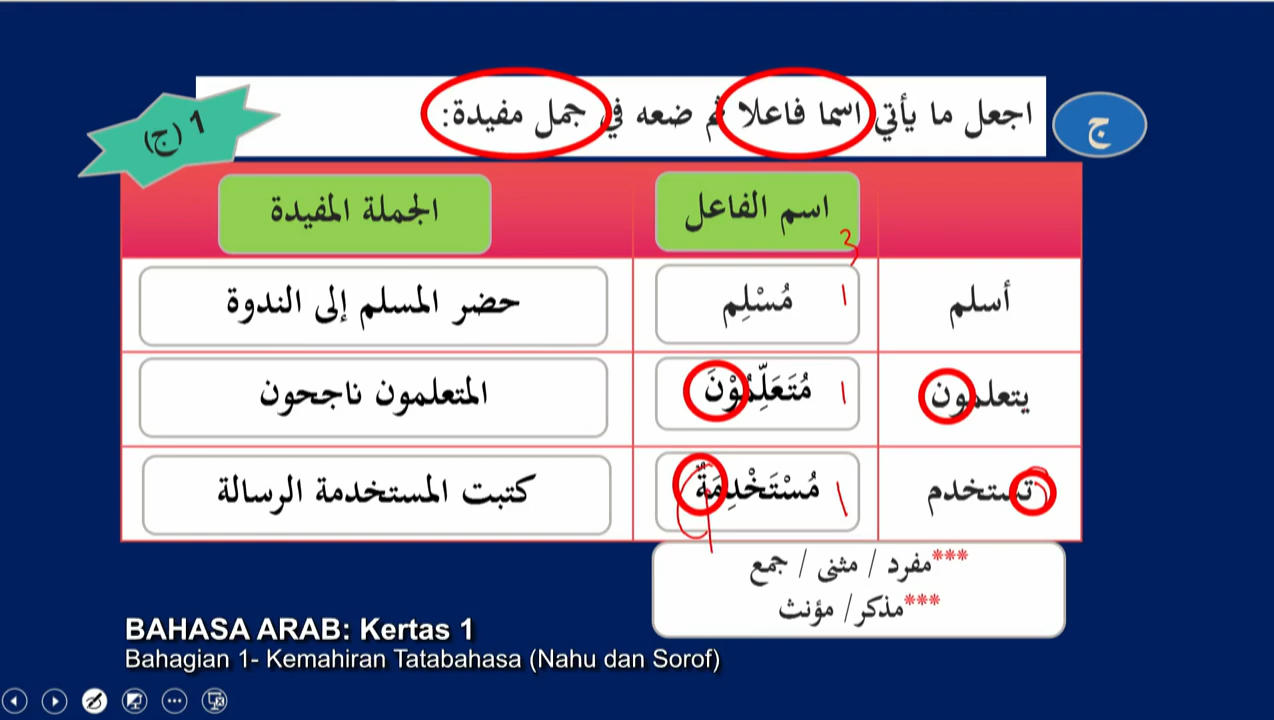 ج
اجعل ما يأتي اسما فاعلا ثم ضعه في جمل مفيدة:
1 (ج)
اسم الفاعل الجملة المفيدة
3
أسلم مُسْلِم 1 حضر المسلم إلى الندوة
يتعلمون مُتَعَلِّمُوْنَ 1 المتعلمون ناجحون
تستخدم مُسْتَخْدِمَةٌ 1 كتبت المستخدمة الرسالة
***مفرد / مثنى / جمع
***مذكر/ مؤنث
BAHASA ARAB: Kertas 1
Bahagian 1- Kemahiran Tatabahasa (Nahu dan Sorof)